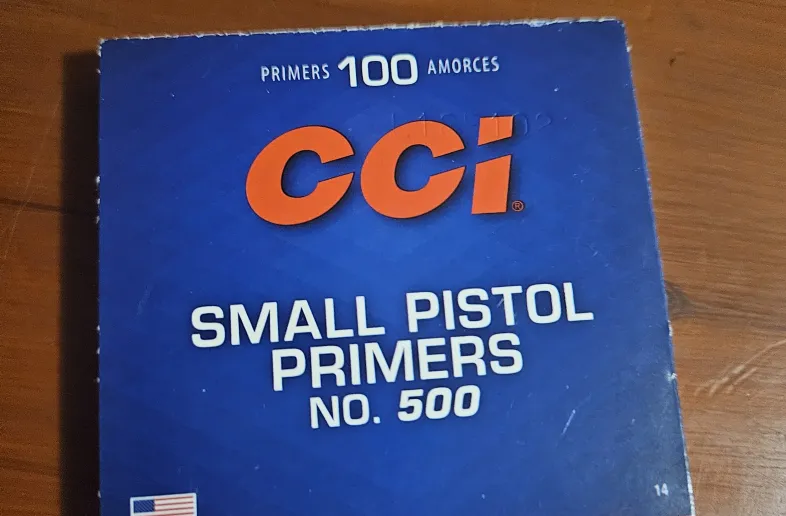 PRIMERS 100 AMORCES
CCI®
SMALL PISTOL
PRIMERS
NO. 500
14